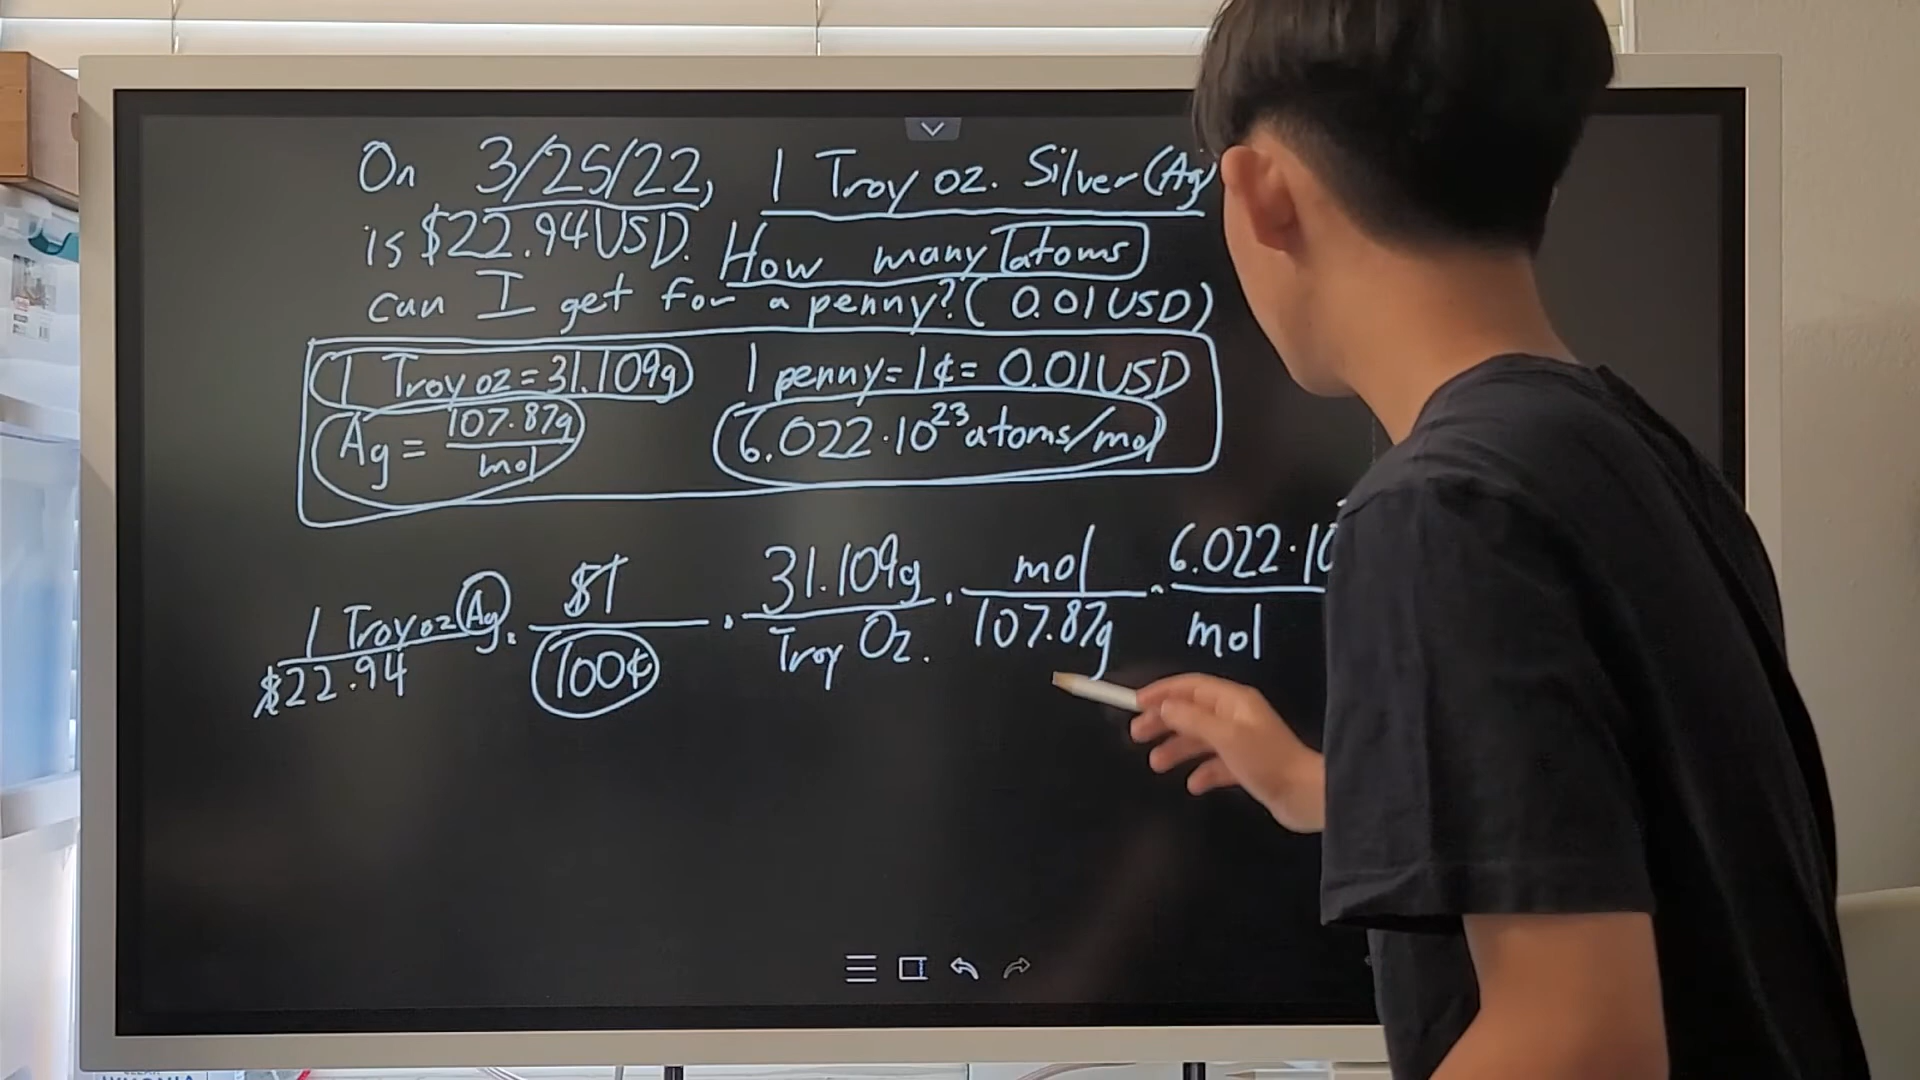 On 3/25/22, 1 Troy oz. Silver (Ag)
is $22.94 USD. How many atoms
can I get for a penny? (0.01 USD)
1 Troy oz = 31.109g 1 penny = 1¢ = 0.01 USD
Ag = 107.87g/mol 6.022·10²³ atoms/mol
1 Troy oz Ag/$22.94 · $1/100¢ · 31.109g/Troy Oz. · mol/107.87g · 6.022·10/mol